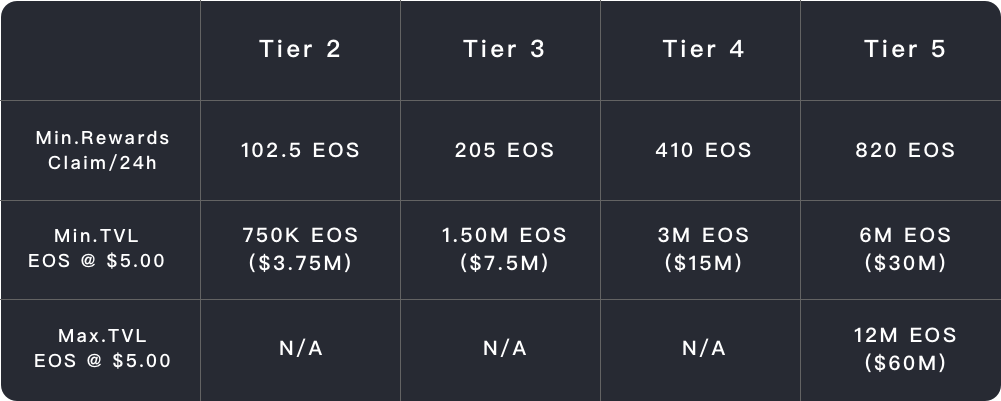 Tier 2
Tier 3
Tier 4
Tier 5
Min.Rewards
Claim/24h
102.5 EOS
205 EOS
410 EOS
820 EOS
Min.TVL
EOS @ $5.00
750K EOS
($3.75M)
1.50M EOS
($7.5M)
3M EOS
($15M)
6M EOS
($30M)
Max.TVL
EOS @ $5.00
N/A
N/A
N/A
12M EOS
($60M)